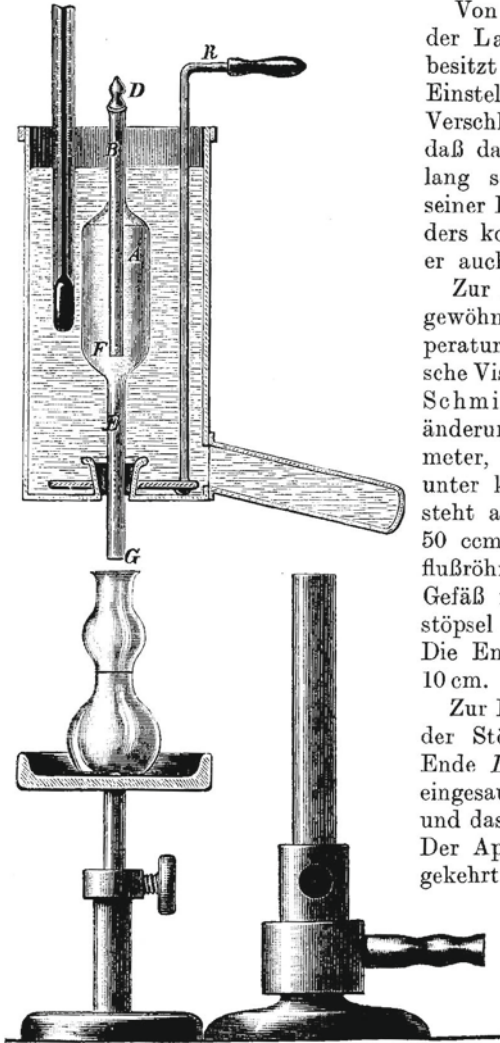 R
D
B
A
F
E
G
Von
der La
besitzt
Einstel
Verschl
daß da
lang s
seiner I
ders ko
er auch
Zur
gewöhn
peratur
sche Vis
Schmi
änderun
meter,
unter k
steht a
50 ccm
flußröh
Gefäß
stöpsel
Die En
10 cm.
Zur I
der Stö
Ende
eingesau
und das
Der Ap
gekehrt